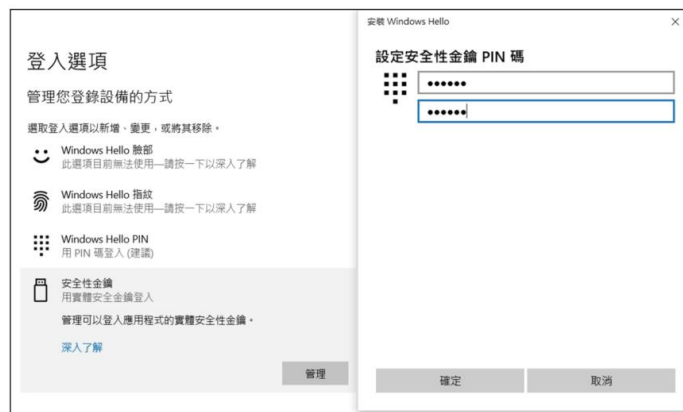 登入選項
管理您登錄設備的方式
選取登入選項以新增、變更，或將其移除。
Windows Hello 臉部
此選項目前無法使用—請按一下以深入了解
Windows Hello 指紋
此選項目前無法使用—請按一下以深入了解
Windows Hello PIN
用 PIN 碼登入 (建議)
安全性金鑰
用實體安全金鑰登入
管理可以登入應用程式的實體安全性金鑰。
深入了解
管理
安裝 Windows Hello
設定安全性金鑰 PIN 碼
••••••
••••••
確定
取消